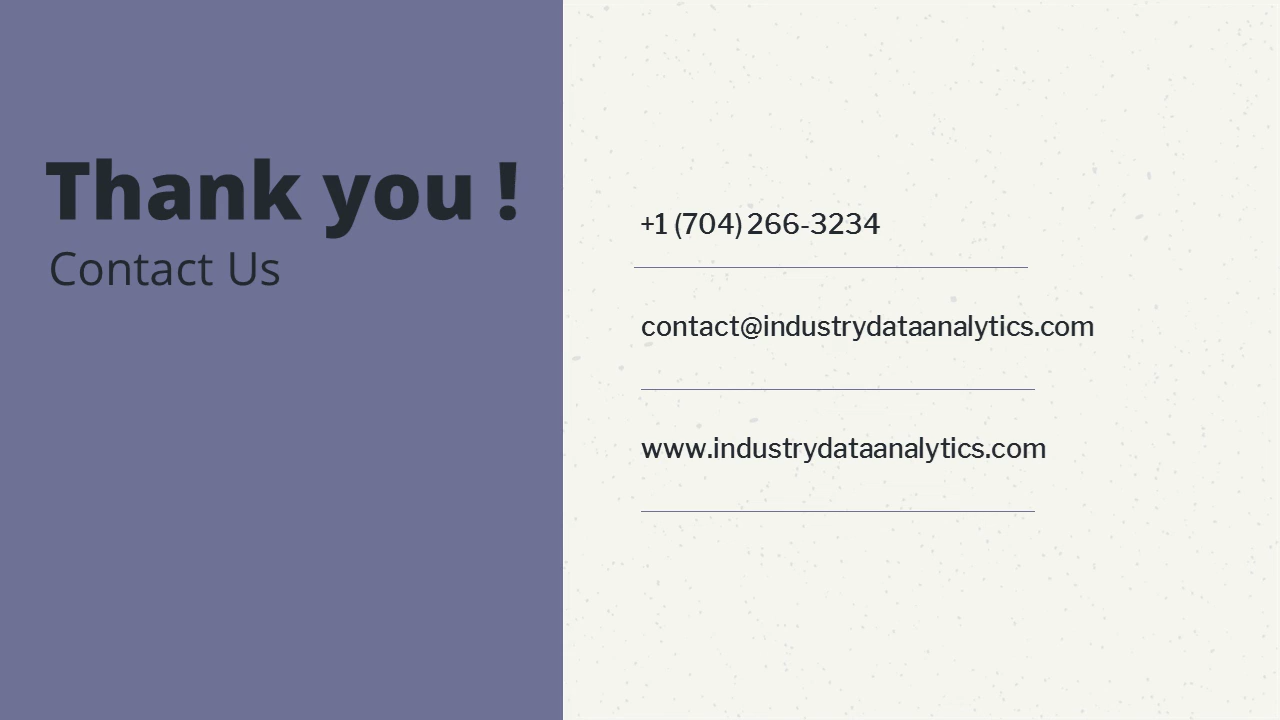 Thank you !
Contact Us
+1 (704) 266-3234
contact@industrydataanalytics.com
www.industrydataanalytics.com